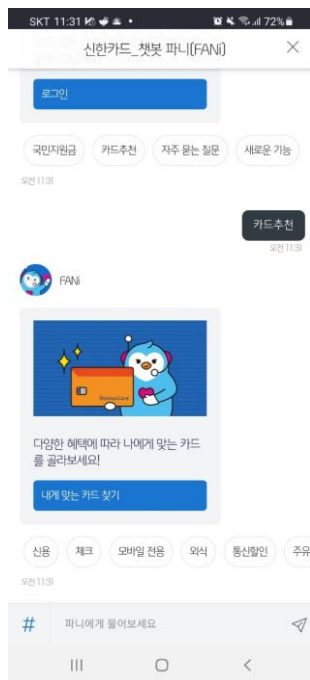 SKT 11:31
72%
신한카드_챗봇 파니(FANi)
로그인
국민지원금
카드추천
자주 묻는 질문
새로운 기능
오전 11:31
카드추천
오전 11:31
FANi
다양한 혜택에 따라 나에게 맞는 카드
를 골라보세요!
내게 맞는 카드 찾기
신용
체크
모바일 전용
외식
통신할인
주유
오전 11:31
# 파니에게 물어보세요